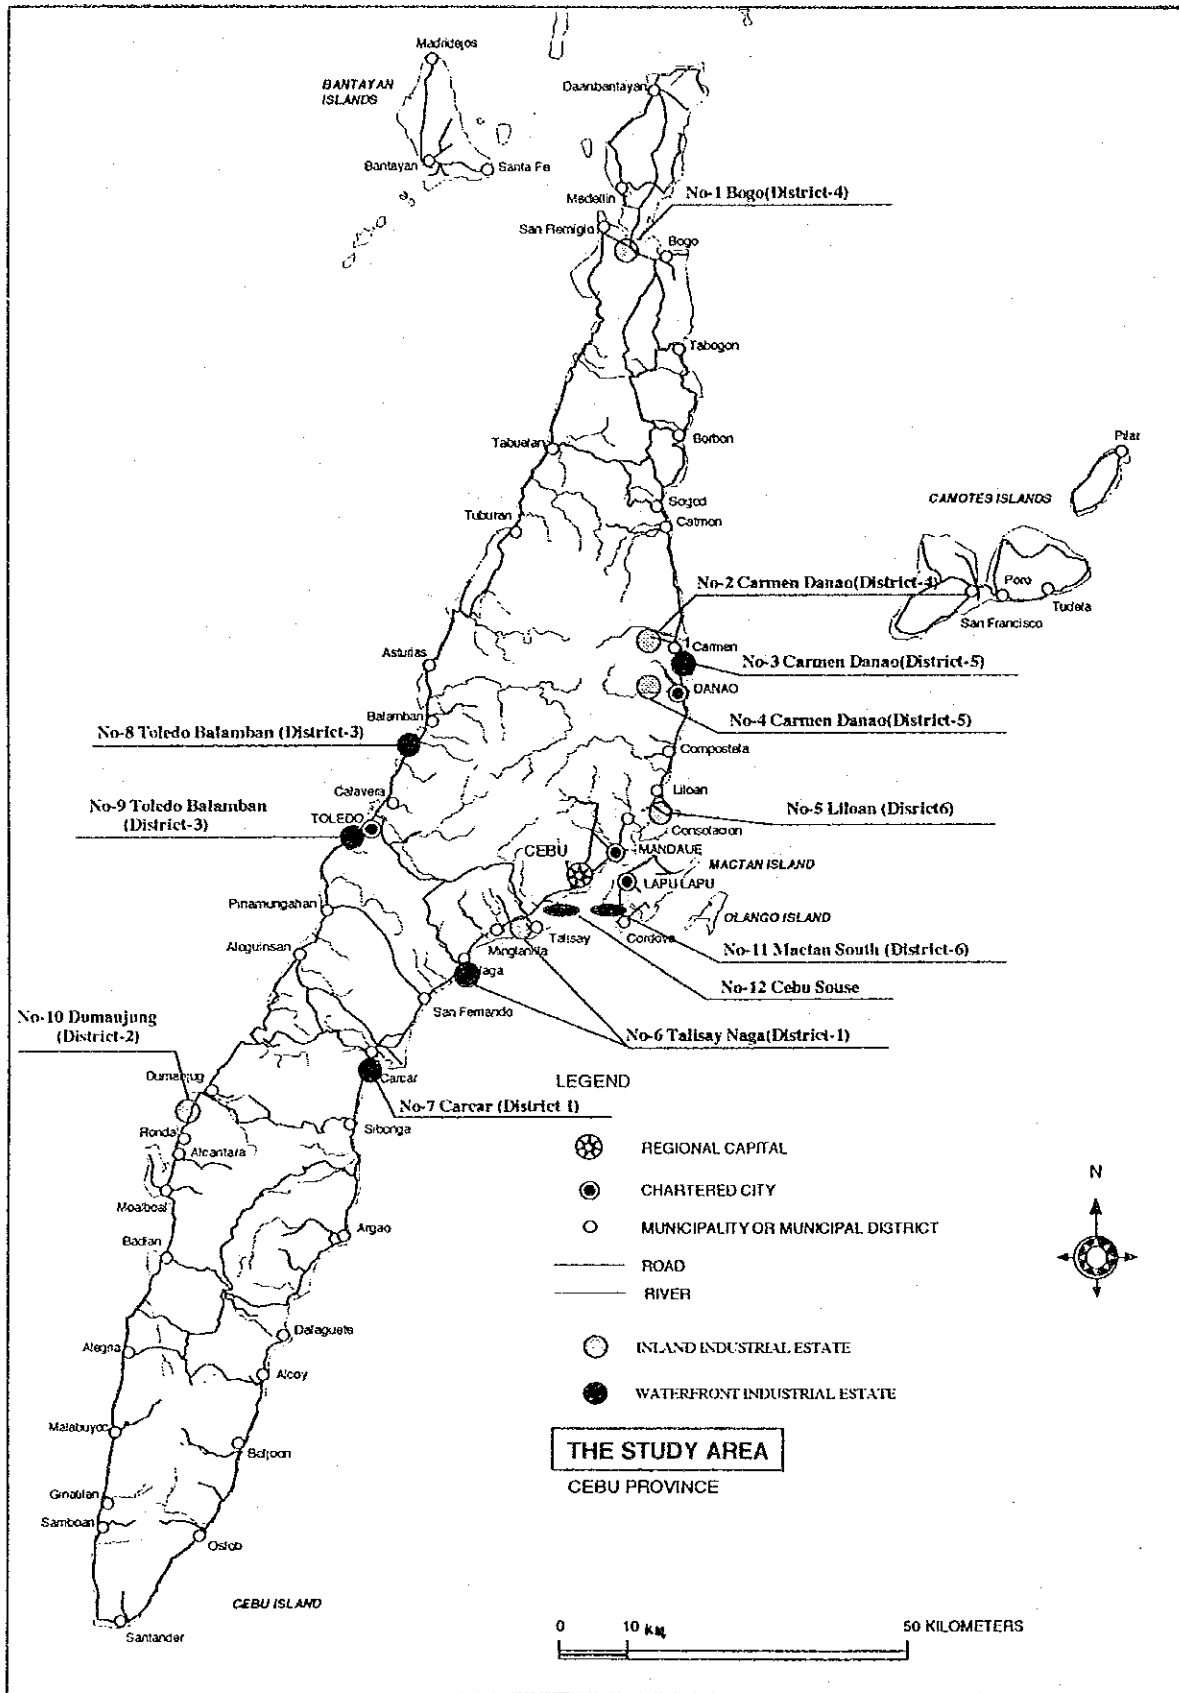 Madridejos
BANTAYAN
ISLANDS
Daanbantayan
Bantayan
Santa Fe
Medellin
No-1 Bogo(District-4)
San Remigio
Bogo
Tabogon
Borbon
Tabuelan
Pilar
CAMOTES ISLANDS
Sogod
Catmon
Tuburan
No-2 Carmen Danao(District-4)
Poro
Tudela
San Francisco
Carmen
Asturias
No-3 Carmen Danao(District-5)
DANAO
No-4 Carmen Danao(District-5)
Balamban
No-8 Toledo Balamban (District-3)
Compostela
Liloan
Calavera
No-9 Toledo Balamban
(District-3)
TOLEDO
No-5 Liloan (Disrict6)
Consolacion
CEBU
MANDAUE
MACTAN ISLAND
LAPU LAPU
Pinamungahan
OLANGO ISLAND
Talisay
Cordova
Minglanilla
No-11 Mactan South (District-6)
Aloguinsan
Naga
No-12 Cebu Souse
San Fernando
No-10 Dumanjung
(District-2)
No-6 Talisay Naga(District-1)
Dumanjug
Carcar
LEGEND
No-7 Carcar (District 1)
Sibonga
Ronda
Alcantara
REGIONAL CAPITAL
CHARTERED CITY
Moalboal
MUNICIPALITY OR MUNICIPAL DISTRICT
Argao
Badian
ROAD
RIVER
N
Dalaguete
Alegria
INLAND INDUSTRIAL ESTATE
Alcoy
WATERFRONT INDUSTRIAL ESTATE
Malabuyoc
Boljoon
THE STUDY AREA
CEBU PROVINCE
Ginatilan
Samboan
Oslob
CEBU ISLAND
Santander
0 10 KM. 50 KILOMETERS